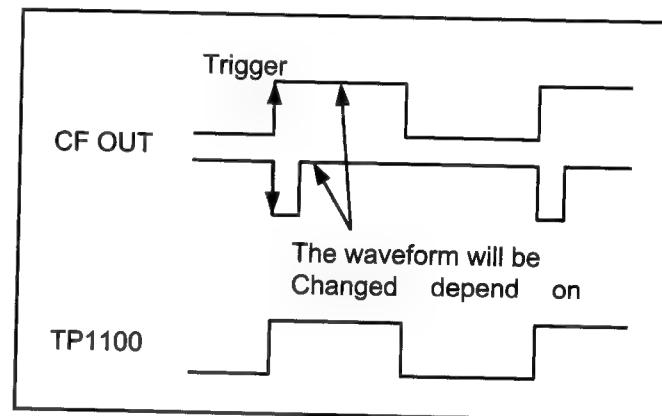 Trigger
CF OUT
The waveform will be
Changed depend on
TP1100